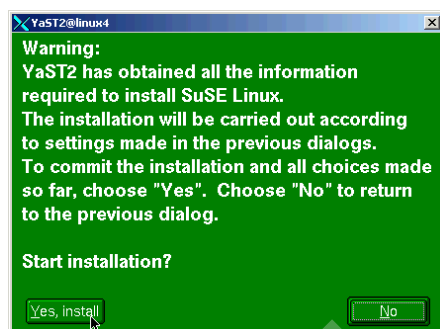 YaST2@linux4
Warning:
YaST2 has obtained all the information
required to install SuSE Linux.
The installation will be carried out according
to settings made in the previous dialogs.
To commit the installation and all choices made
so far, choose "Yes".  Choose "No" to return
to the previous dialog.
Start installation?
Yes, install
No